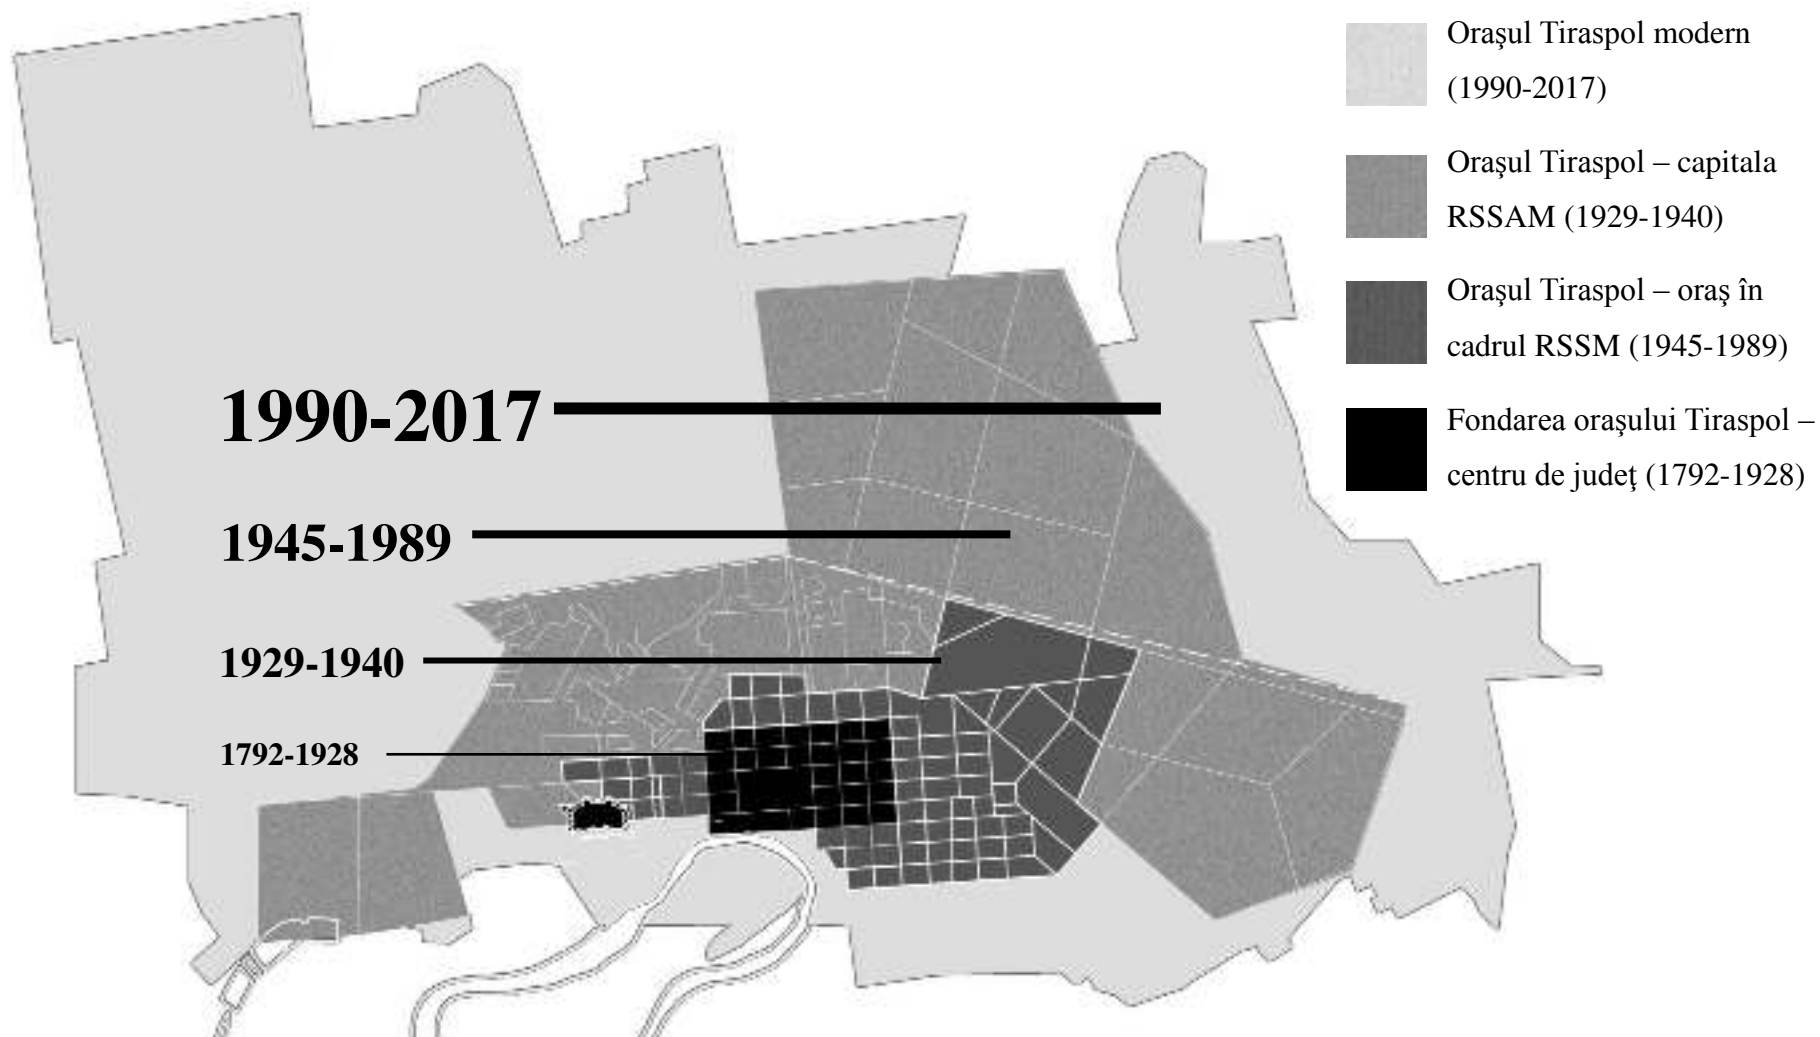 Oraşul Tiraspol modern
(1990-2017)
Oraşul Tiraspol – capitala
RSSAM (1929-1940)
Oraşul Tiraspol – oraş în
cadrul RSSM (1945-1989)
Fondarea oraşului Tiraspol –
centru de judeţ (1792-1928)
1990-2017
1945-1989
1929-1940
1792-1928